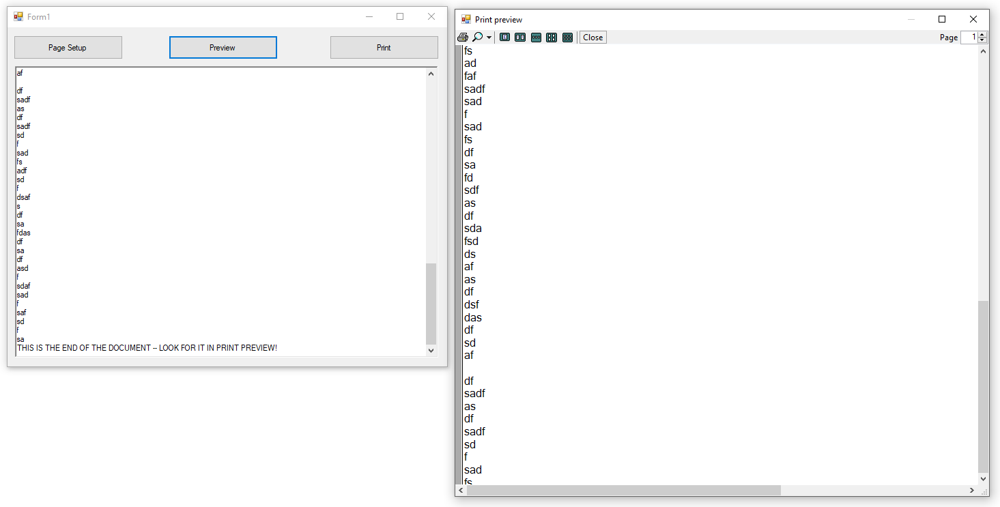 Form1
Page Setup
Preview
Print
af
df
sadf
as
df
sadf
sd
f
sad
fs
adf
sd
f
dsaf
s
df
sa
fdas
df
sa
df
asd
f
sdaf
sad
f
saf
sd
f
sa
THIS IS THE END OF THE DOCUMENT -- LOOK FOR IT IN PRINT PREVIEW!
Print preview
Close
Page 1
fs
ad
faf
sadf
sad
f
sad
fs
df
sa
fd
sdf
as
df
sda
fsd
ds
af
as
df
dsf
das
df
sd
af
df
sadf
as
df
sadf
sd
f
sad
fs